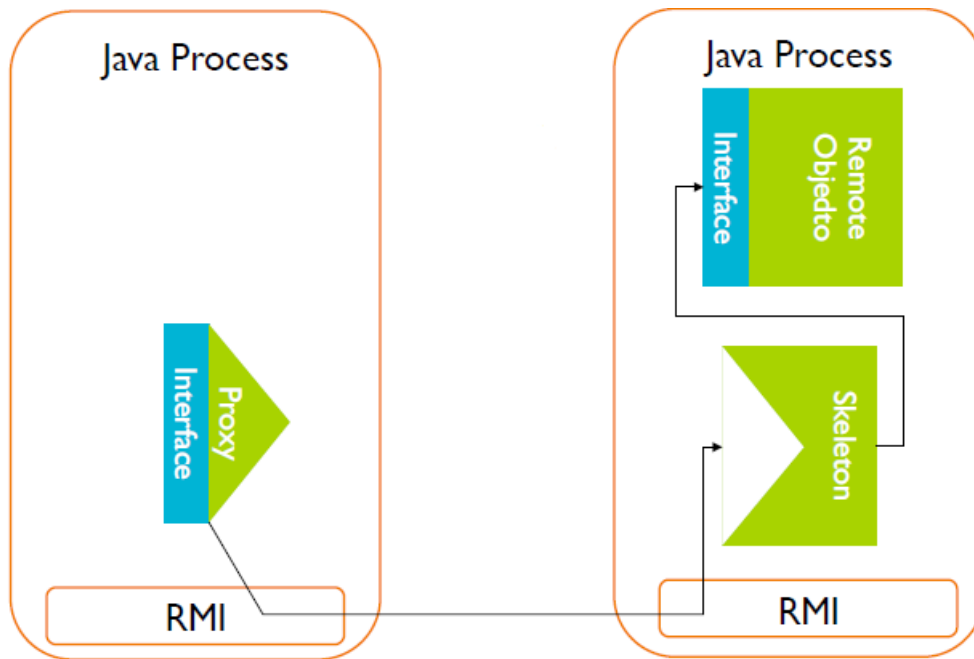 Java Process
Interface
Proxy
RMI
Java Process
Interface
Remote
Objedto
Skeleton
RMI